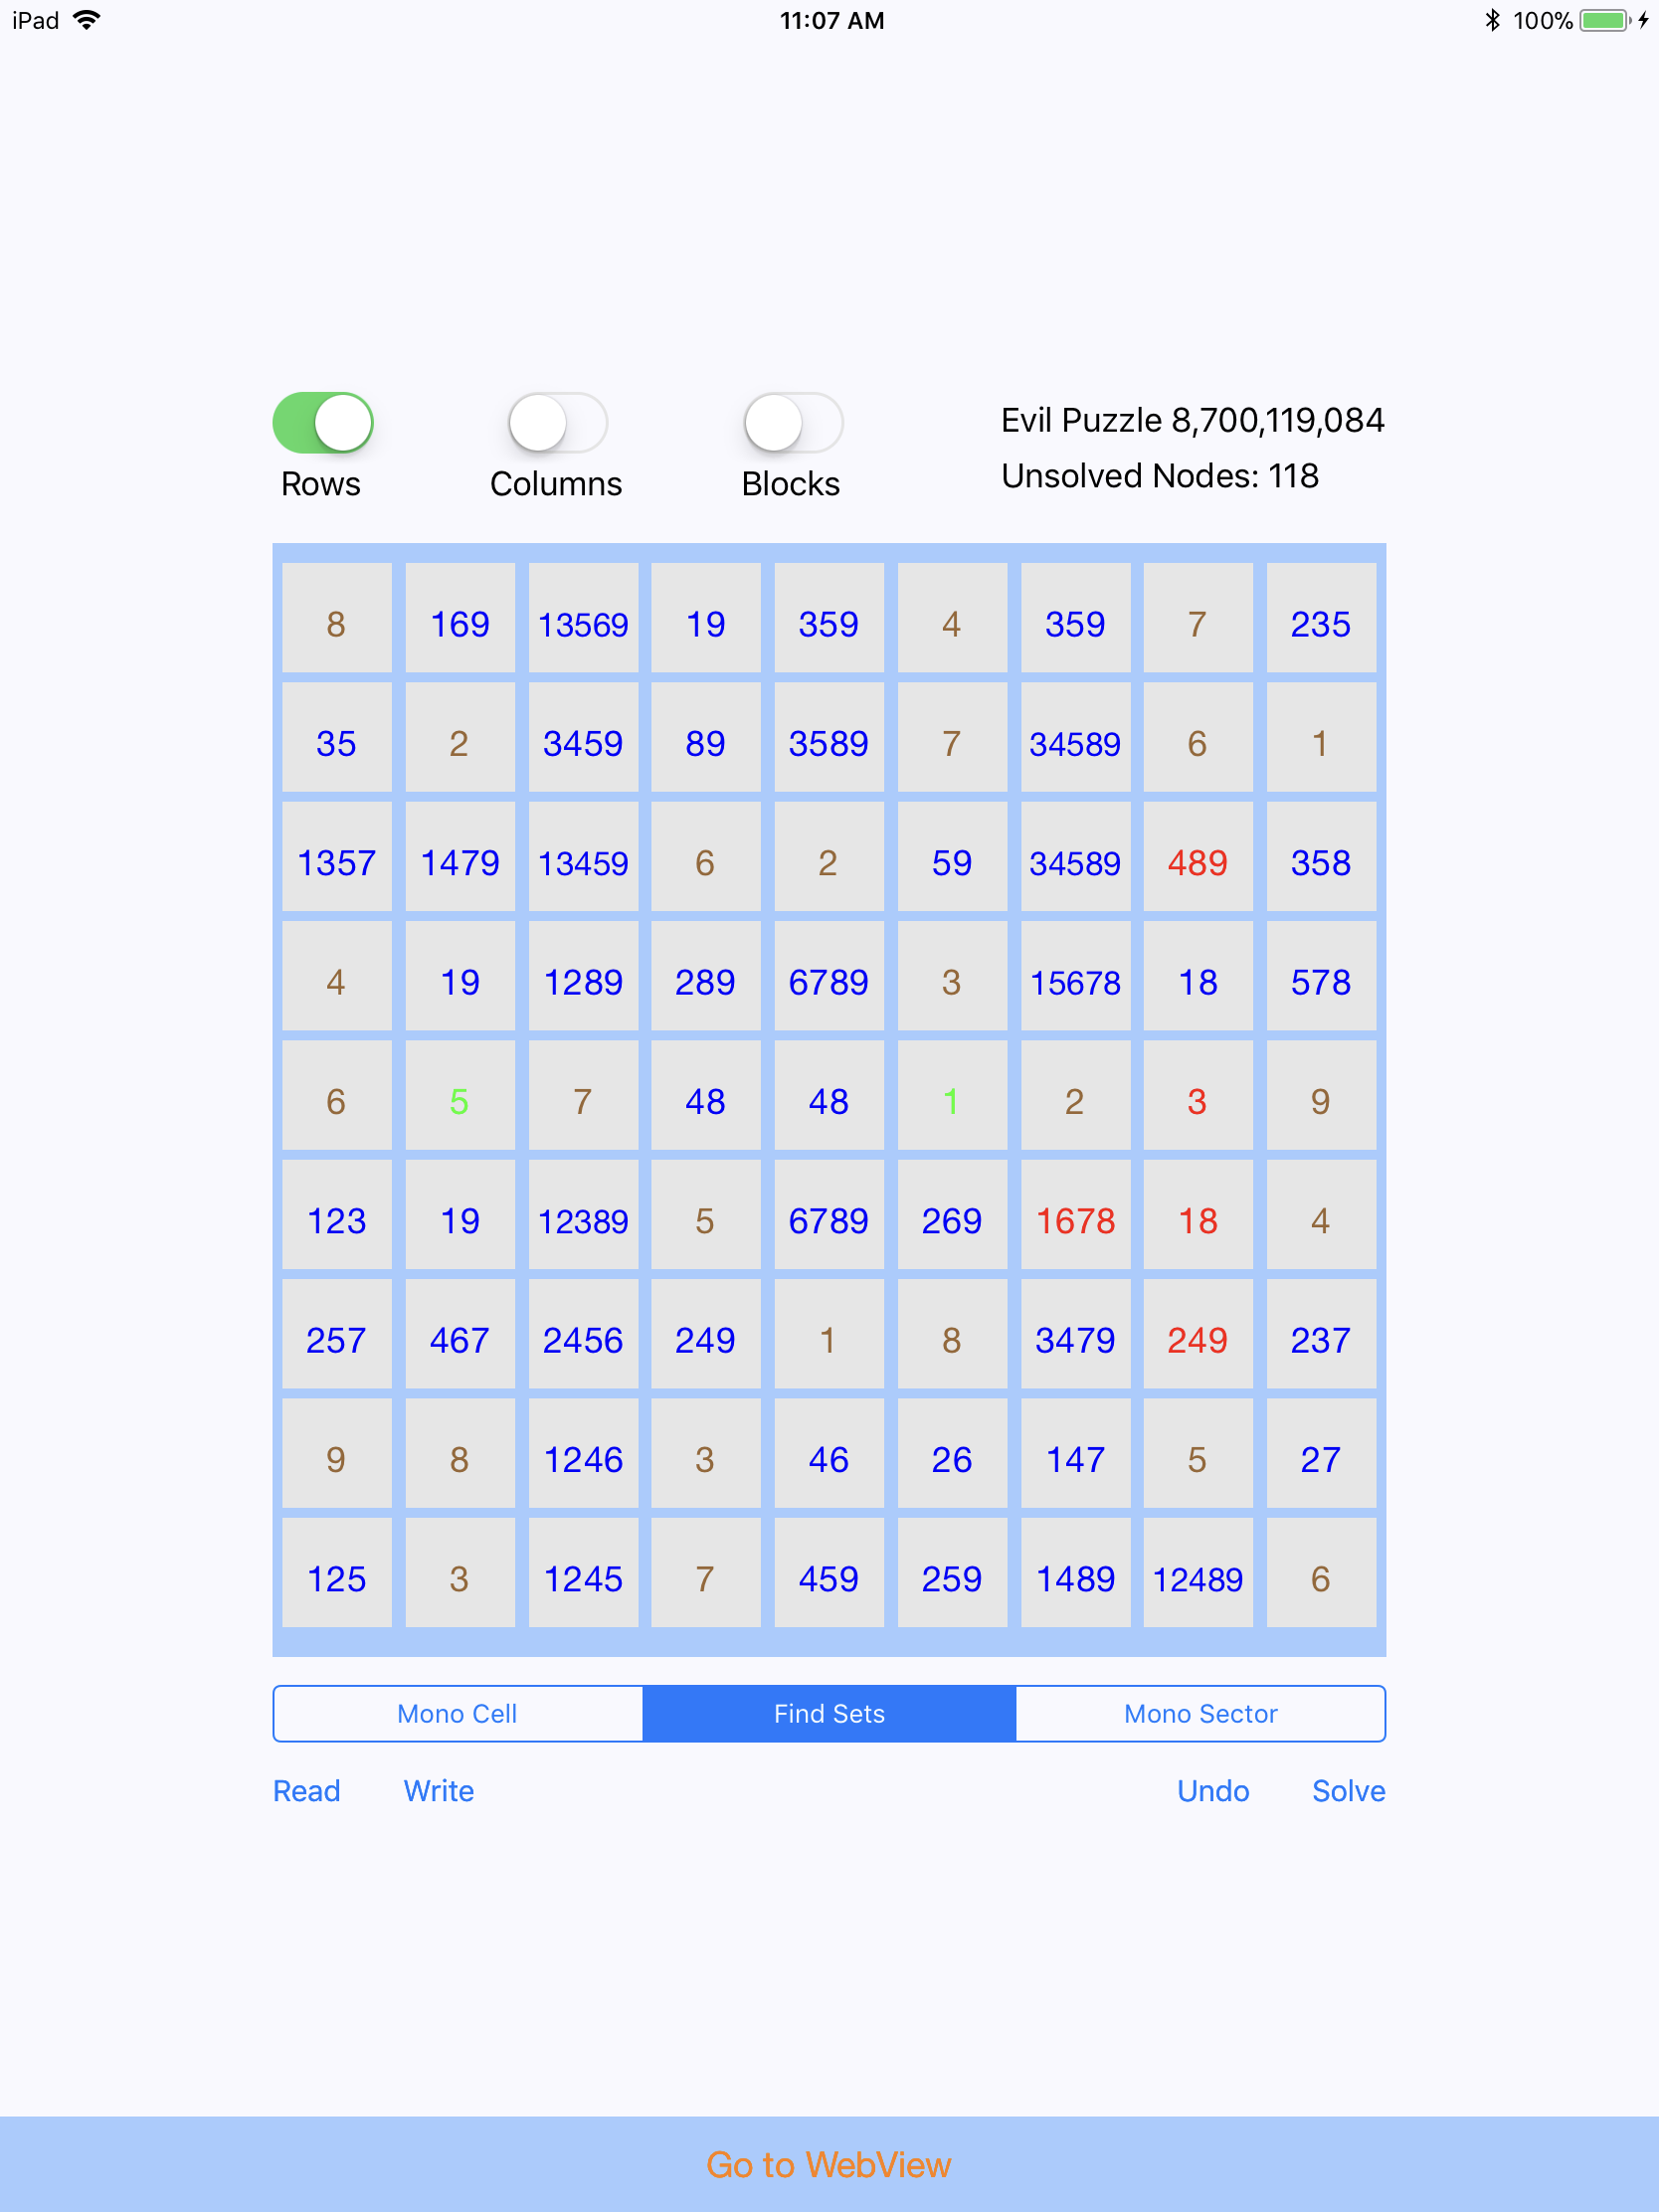 iPad 11:07 AM 100%
Rows Columns Blocks
Evil Puzzle 8,700,119,084
Unsolved Nodes: 118
8 169 13569 19 359 4 359 7 235
35 2 3459 89 3589 7 34589 6 1
1357 1479 13459 6 2 59 34589 489 358
4 19 1289 289 6789 3 15678 18 578
6 5 7 48 48 1 2 3 9
123 19 12389 5 6789 269 1678 18 4
257 467 2456 249 1 8 3479 249 237
9 8 1246 3 46 26 147 5 27
125 3 1245 7 459 259 1489 12489 6
Mono Cell Find Sets Mono Sector
Read Write Undo Solve
Go to WebView